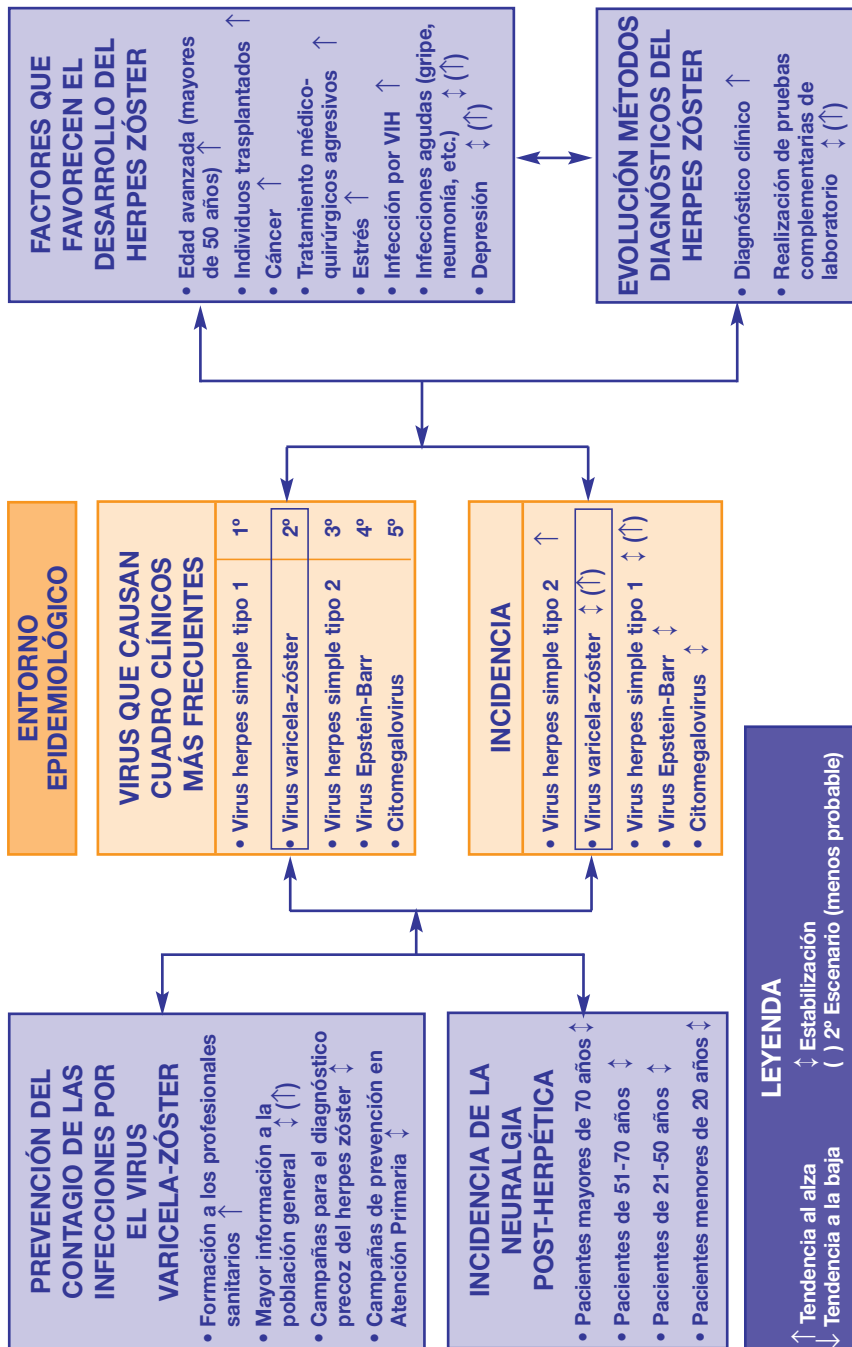 ENTORNO
EPIDEMIOLÓGICO
PREVENCIÓN DEL
CONTAGIO DE LAS
INFECCIONES POR
EL VIRUS
VARICELA-ZÓSTER
• Formación a los profesionales
sanitarios ↑
• Mayor información a la
población general ↔ (↑)
• Campañas para el diagnóstico
precoz del herpes zóster ↔
• Campañas de prevención en
Atención Primaria ↔
INCIDENCIA DE LA
NEURALGIA
POST-HERPÉTICA
• Pacientes mayores de 70 años ↔
• Pacientes de 51-70 años ↔
• Pacientes de 21-50 años ↔
• Pacientes menores de 20 años ↔
VIRUS QUE CAUSAN
CUADRO CLÍNICOS
MÁS FRECUENTES
• Virus herpes simple tipo 1 1º
• Virus varicela-zóster 2º
• Virus herpes simple tipo 2 3º
• Virus Epstein-Barr 4º
• Citomegalovirus 5º
INCIDENCIA
• Virus herpes simple tipo 2 ↑
• Virus varicela-zóster ↔ (↑)
• Virus herpes simple tipo 1 ↔ (↑)
• Virus Epstein-Barr ↔
• Citomegalovirus ↔
FACTORES QUE
FAVORECEN EL
DESARROLLO DEL
HERPES ZÓSTER
• Edad avanzada (mayores
de 50 años) ↑
• Individuos trasplantados ↑
• Cáncer ↑
• Tratamiento médico-
quirúrgicos agresivos ↑
• Estrés ↑
• Infección por VIH ↑
• Infecciones agudas (gripe,
neumonía, etc.) ↔ (↑)
• Depresión ↔ (↑)
EVOLUCIÓN MÉTODOS
DIAGNÓSTICOS DEL
HERPES ZÓSTER
• Diagnóstico clínico ↑
• Realización de pruebas
complementarias de
laboratorio ↔ (↑)
LEYENDA
↑ Tendencia al alza ↔ Estabilización
↓ Tendencia a la baja ( ) 2º Escenario (menos probable)